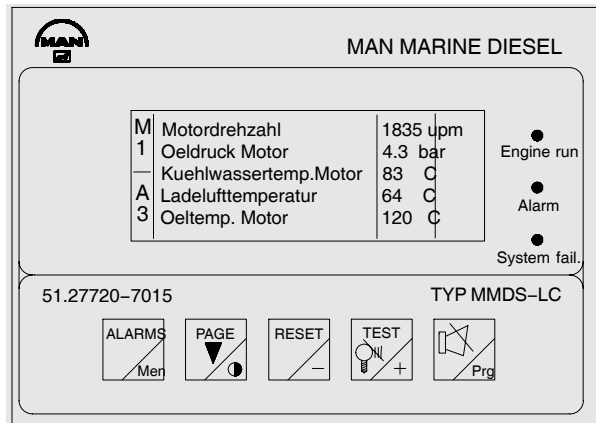 MAN
MAN MARINE DIESEL
M Motordrehzahl 1835 upm
1 Oeldruck Motor 4.3 bar
— Kuehlwassertemp.Motor 83 C
A Ladelufttemperatur 64 C
3 Oeltemp. Motor 120 C
Engine run
Alarm
System fail.
51.27720–7015 TYP MMDS–LC
ALARMS PAGE RESET TEST
Men – + Prg